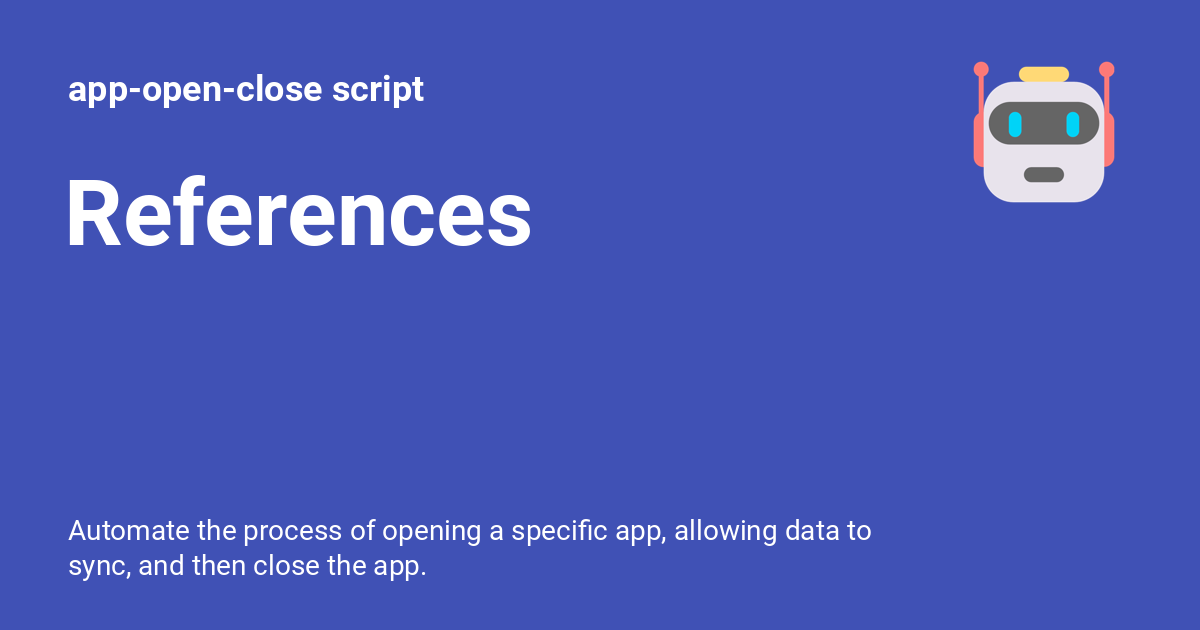 app-open-close script
References
Automate the process of opening a specific app, allowing data to
sync, and then close the app.